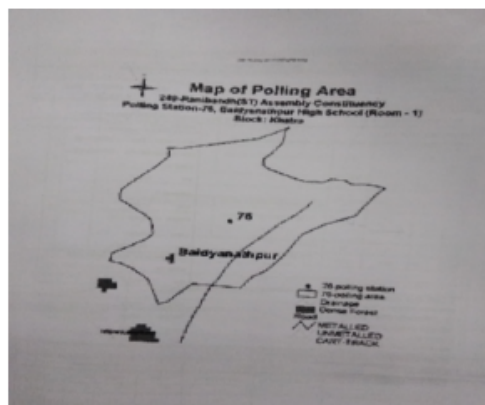 Map of Polling Area
249-Ranibandh(ST) Assembly Constituency
Polling Station-76, Baidyanathpur High School (Room - 1)
Block: Khatra
76
Baidyanathpur
76-polling station
76-polling area
Drainage
Dense Forest
Road
METALLED
UNMETALLED
CART-TRACK